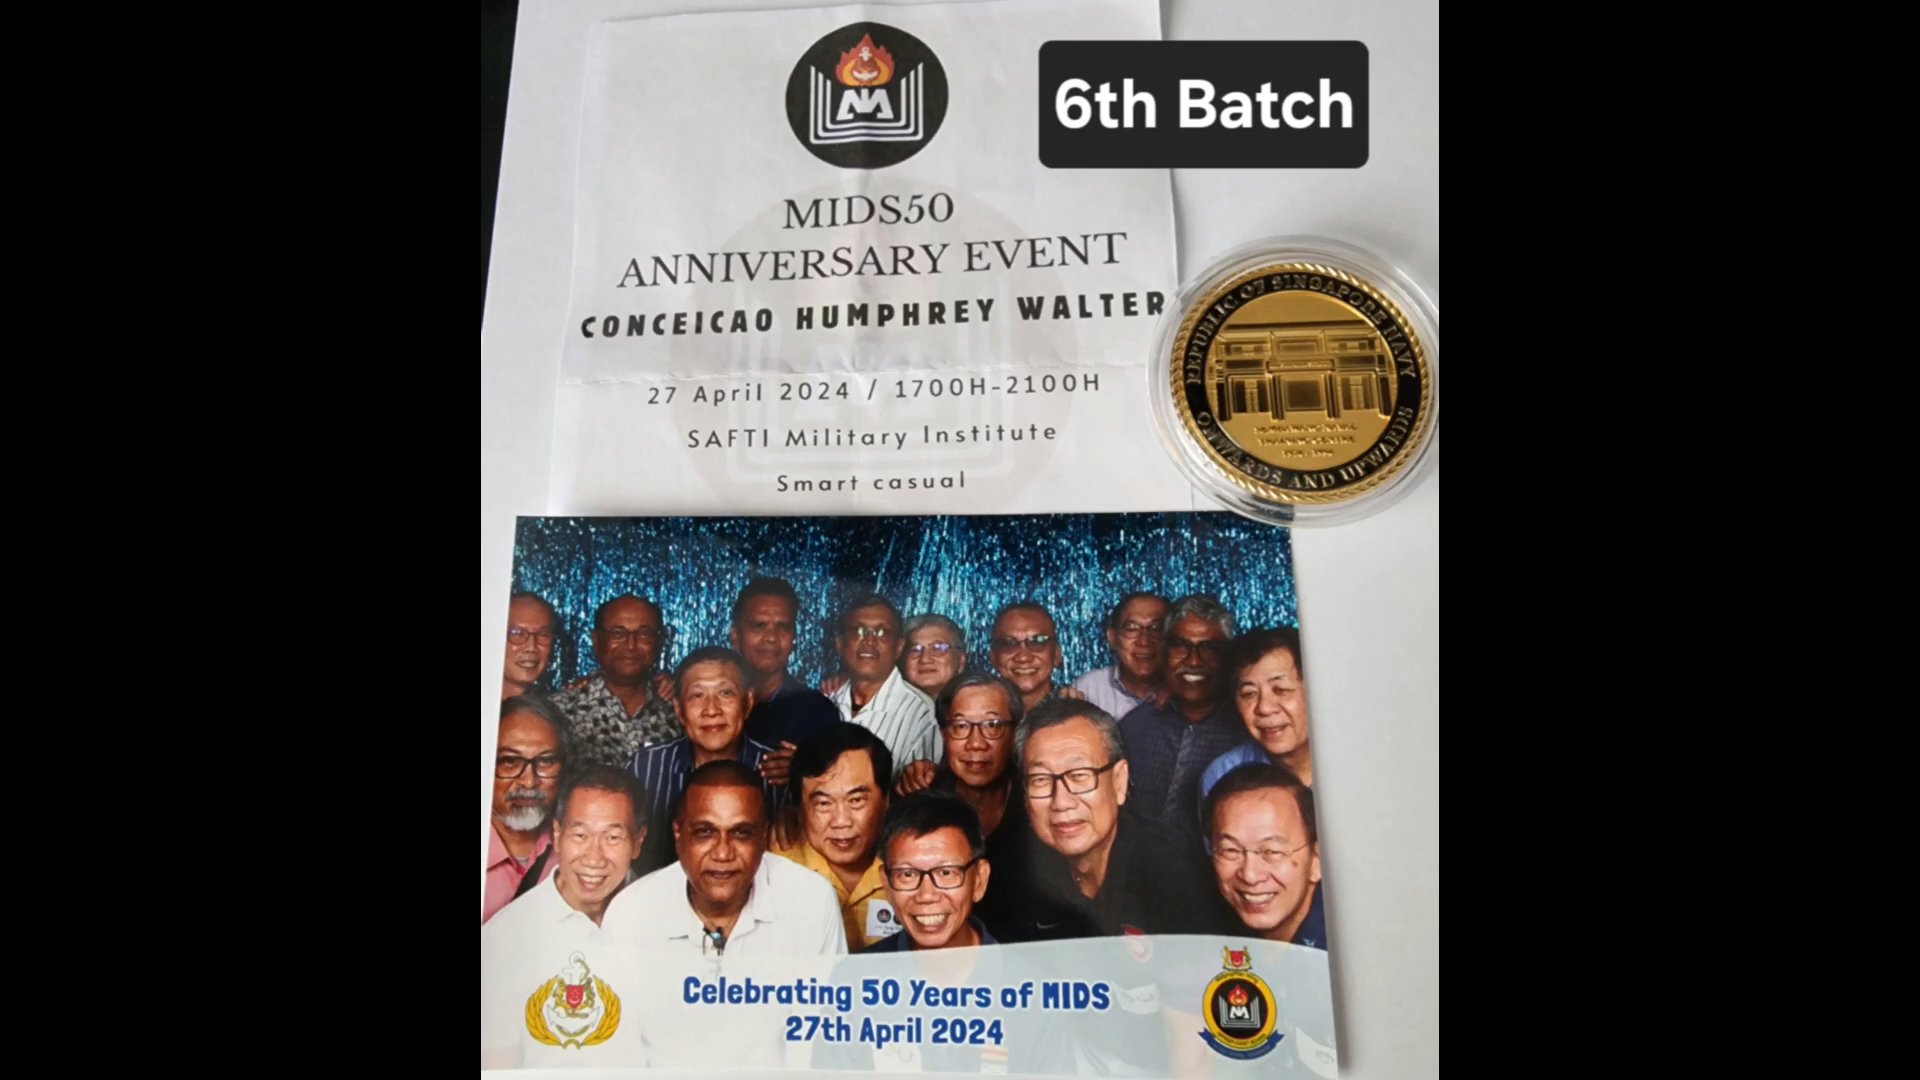 6th Batch
MIDS50
ANNIVERSARY EVENT
CONCEICAO HUMPHREY WALTER
27 April 2024 / 1700H-2100H
SAFTI Military Institute
Smart casual
REPUBLIC OF SINGAPORE NAVY
ONWARDS AND UPWARDS
Celebrating 50 Years of MIDS
27th April 2024